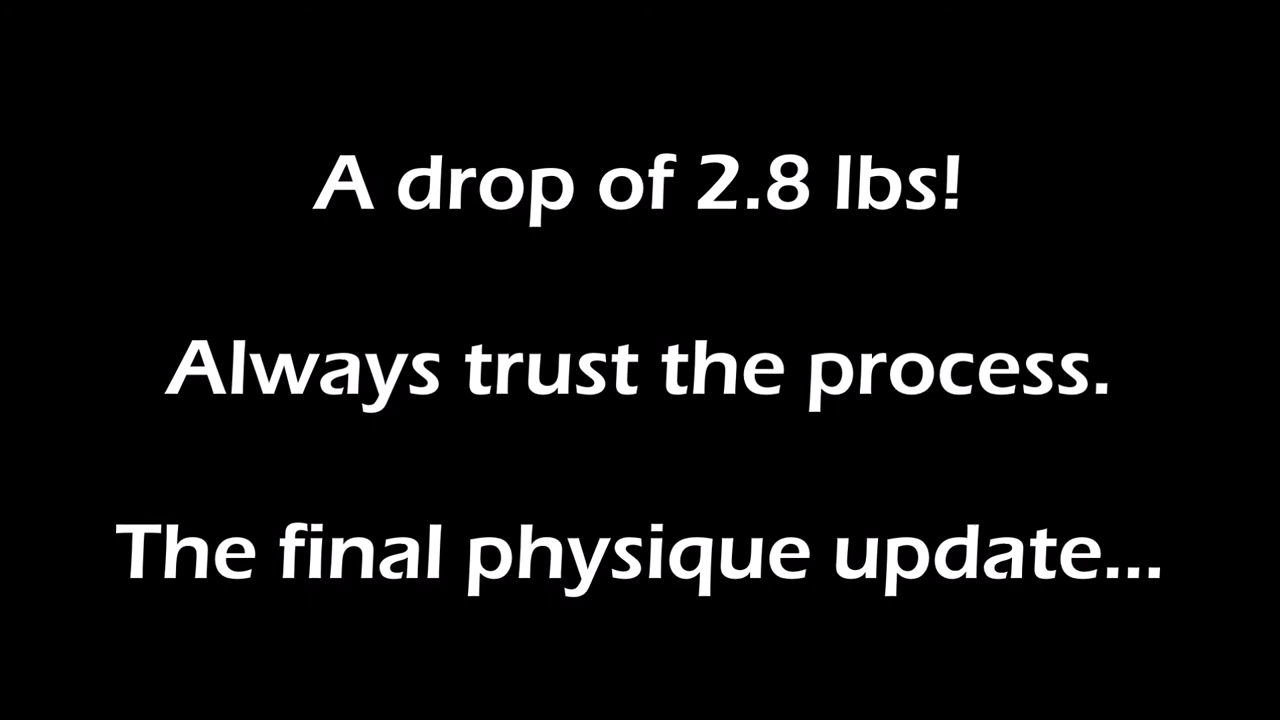 A drop of 2.8 lbs!
Always trust the process.
The final physique update...